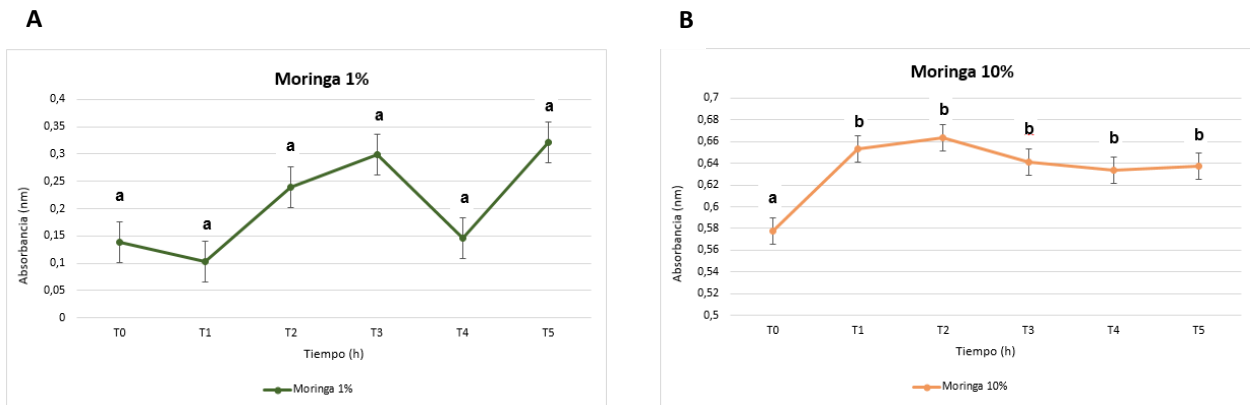 A
Moringa 1%
0,4
0,35
0,3
0,25
0,2
0,15
0,1
0,05
0
Absorbancia (nm)
a
a
a
a
a
a
T0
T1
T2
T3
T4
T5
Tiempo (h)
Moringa 1%
B
Moringa 10%
0,7
0,68
0,66
0,64
0,62
0,6
0,58
0,56
0,54
0,52
0,5
Absorbancia (nm)
a
b
b
b
b
b
T0
T1
T2
T3
T4
T5
Tiempo (h)
Moringa 10%